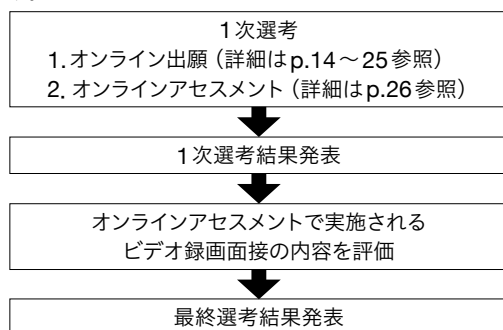 1次選考
1. オンライン出願（詳細はp.14～25参照）
2. オンラインアセスメント（詳細はp.26参照）
1次選考結果発表
オンラインアセスメントで実施される
ビデオ録画面接の内容を評価
最終選考結果発表